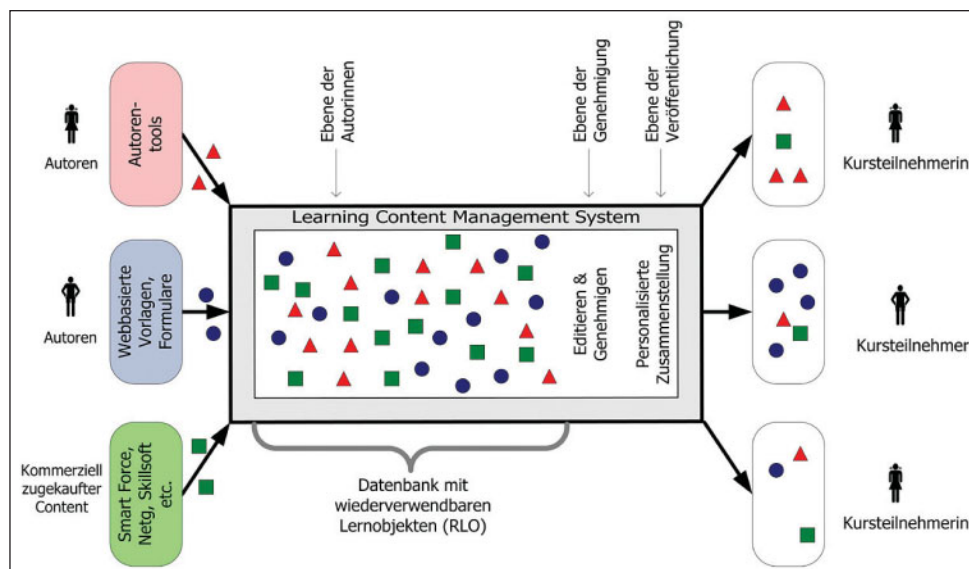 Autoren
Autoren-
tools
Ebene der
Autorinnen
Ebene der
Genehmigung
Ebene der
Veröffentlichung
Kursteilnehmerin
Learning Content Management System
Autoren
Webbasierte
Vorlagen,
Formulare
Editieren &
Genehmigen
Personalisierte
Zusammenstellung
Kursteilnehmer
Kommerziell
zugekaufter
Content
Smart Force,
Netg, Skillsoft
etc.
Datenbank mit
wiederverwendbaren
Lernobjekten (RLO)
Kursteilnehmerin